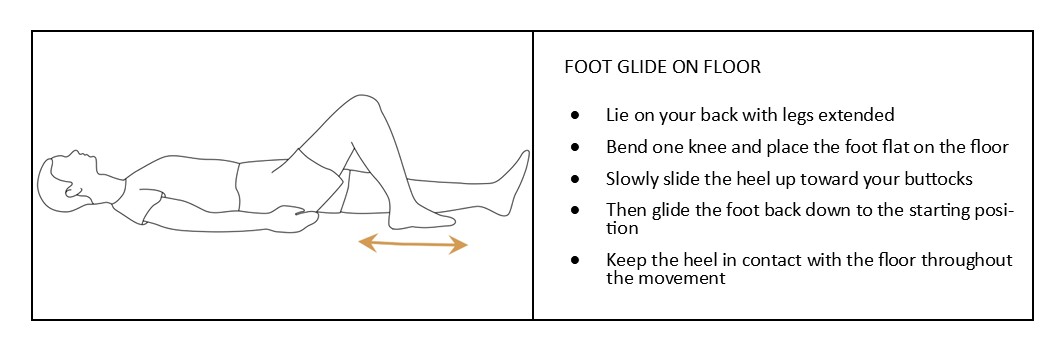 FOOT GLIDE ON FLOOR
● Lie on your back with legs extended
● Bend one knee and place the foot flat on the floor
● Slowly slide the heel up toward your buttocks
● Then glide the foot back down to the starting posi-
tion
● Keep the heel in contact with the floor throughout
the movement